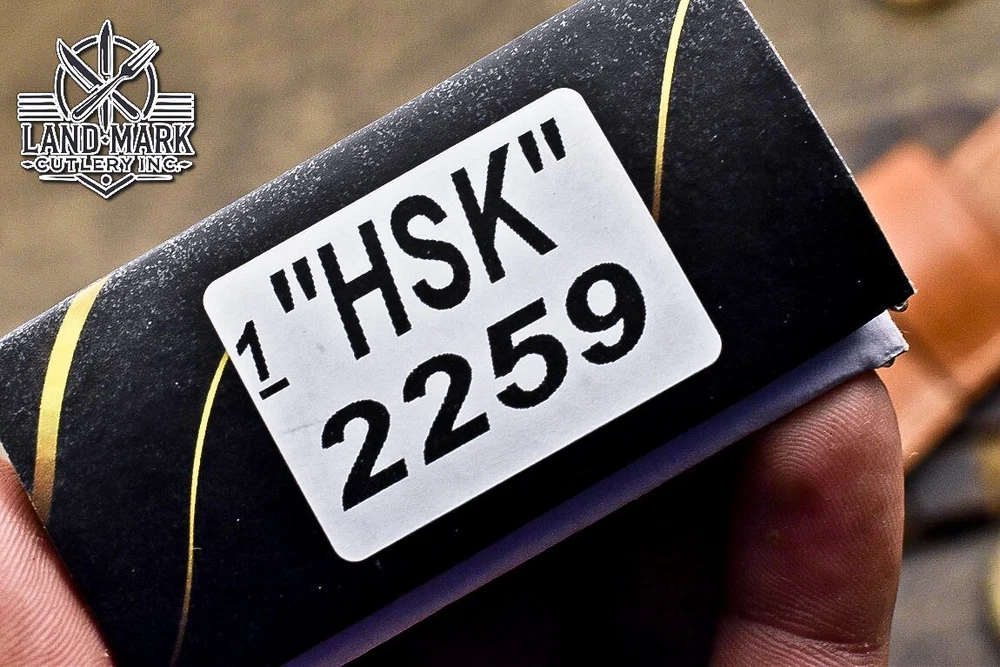 LAND MARK
CUTLERY INC.
"HSK"
1
2259